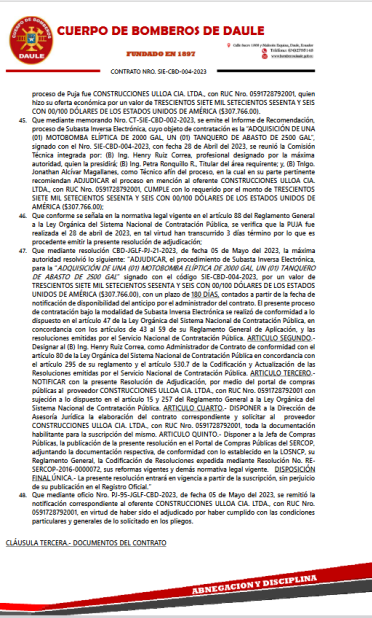 CUERPO DE BOMBEROS
DAULE
CUERPO DE BOMBEROS DE DAULE
FUNDADO EN 1897
CONTRATO NRO. SIE-CBD-004-2023
proceso de Puja fue CONSTRUCCIONES ULLOA CIA. LTDA., con RUC Nro. 0591728792001, quien
hizo su oferta económica por un valor de TRESCIENTOS SIETE MIL SETECIENTOS SESENTA Y SEIS
CON 00/100 DÓLARES DE LOS ESTADOS UNIDOS DE AMÉRICA ($307.766.00).
45. Que mediante memorando Nro. CT-SIE-CBD-002-2023, se emite el Informe de Recomendación,
proceso de Subasta Inversa Electrónica, cuyo objeto de contratación es la "ADQUISICIÓN DE UNA
(01) MOTOBOMBA ELÍPTICA DE 2000 GAL, UN (01) TANQUERO DE ABASTO DE 2500 GAL",
signado con el Nro. SIE-CBD-004-2023, con fecha 28 de Abril del 2023, se reunió la Comisión
Técnica integrada por: (B) Ing. Henry Ruiz Correa, profesional designado por la máxima
autoridad, quien la presidirá; (B) Ing. Petra Ronquillo R., Titular del área requirente; y, (B) Tnlgo.
Jonathan Alcívar Magallanes, como Técnico afín del proceso, en la cual en su parte pertinente
recomiendan ADJUDICAR el proceso en mención al oferente CONSTRUCCIONES ULLOA CIA.
LTDA., con RUC Nro. 0591728792001, CUMPLE con lo requerido por el monto de TRESCIENTOS
SIETE MIL SETECIENTOS SESENTA Y SEIS CON 00/100 DÓLARES DE LOS ESTADOS UNIDOS DE
AMÉRICA ($307.766.00);
46. Que conforme se señala en la normativa legal vigente en el artículo 88 del Reglamento General
a la Ley Orgánica del Sistema Nacional de Contratación Pública, se verifica que la PUJA fue
realizada el 28 de abril de 2023, en tal virtud han transcurrido 3 días término por lo que es
procedente emitir la presente resolución de adjudicación;
47. Que mediante resolución CBD-JGLF-PJ-21-2023, de fecha 05 de Mayo del 2023, la máxima
autoridad resolvió lo siguiente: "ADJUDICAR, el procedimiento de Subasta Inversa Electrónica,
para la "ADQUISICIÓN DE UNA (01) MOTOBOMBA ELÍPTICA DE 2000 GAL, UN (01) TANQUERO
DE ABASTO DE 2500 GAL" signado con el código SIE-CBD-004-2023, por un valor de
TRESCIENTOS SIETE MIL SETECIENTOS SESENTA Y SEIS CON 00/100 DÓLARES DE LOS ESTADOS
UNIDOS DE AMÉRICA ($307.766.00), con un plazo de 180 DÍAS, contados a partir de la fecha de
notificación de disponibilidad del anticipo por el administrador del contrato. El presente proceso
de contratación bajo la modalidad de Subasta Inversa Electrónica se realizó de conformidad a lo
dispuesto en el artículo 47 de la Ley Orgánica del Sistema Nacional de Contratación Pública, en
concordancia con los artículos de 43 al 59 de su Reglamento General de Aplicación, y las
resoluciones emitidas por el Servicio Nacional de Contratación Pública. ARTICULO SEGUNDO.-
Designar al (B) Ing. Henry Ruiz Correa, como Administrador de Contrato de conformidad con el
artículo 80 de la Ley Orgánica del Sistema Nacional de Contratación Pública en concordancia con
el artículo 295 de su reglamento y el artículo 530.7 de la Codificación y Actualización de las
Resoluciones emitidas por el Servicio Nacional de Contratación Pública. ARTÍCULO TERCERO.-
NOTIFICAR con la presente Resolución de Adjudicación, por medio del portal de compras
públicas al proveedor CONSTRUCCIONES ULLOA CIA. LTDA., con RUC Nro. 0591728792001 con
sujeción a lo dispuesto en el artículo 15 y 257 del Reglamento General a la Ley Orgánica del
Sistema Nacional de Contratación Pública. ARTÍCULO CUARTO.- DISPONER a la Dirección de
Asesoría Jurídica la elaboración del contrato correspondiente y solicitar al proveedor
CONSTRUCCIONES ULLOA CIA. LTDA., con RUC Nro. 0591728792001, toda la documentación
habilitante para la suscripción del mismo. ARTICULO QUINTO.- Disponer a la Jefa de Compras
Públicas, la publicación de la presente resolución en el Portal de Compras Públicas del SERCOP,
adjuntando la documentación respectiva, de conformidad con lo establecido en la LOSNCP, su
Reglamento General, la Codificación de Resoluciones expedida mediante Resolución No. RE-
SERCOP-2016-0000072, sus reformas vigentes y demás normativa legal vigente. DISPOSICIÓN
FINAL ÚNICA.- La presente resolución entrará en vigencia a partir de la suscripción, sin perjuicio
de su publicación en el Registro Oficial."
48. Que mediante oficio Nro. PJ-95-JGLF-CBD-2023, de fecha 05 de Mayo del 2023, se remitió la
notificación correspondiente al oferente CONSTRUCCIONES ULLOA CIA. LTDA., con RUC Nro.
0591728792001, en virtud de haber sido el adjudicado por haber cumplido con las condiciones
particulares y generales de lo solicitado en los pliegos.
CLÁUSULA TERCERA.- DOCUMENTOS DEL CONTRATO
ABNEGACION Y DISCIPLINA